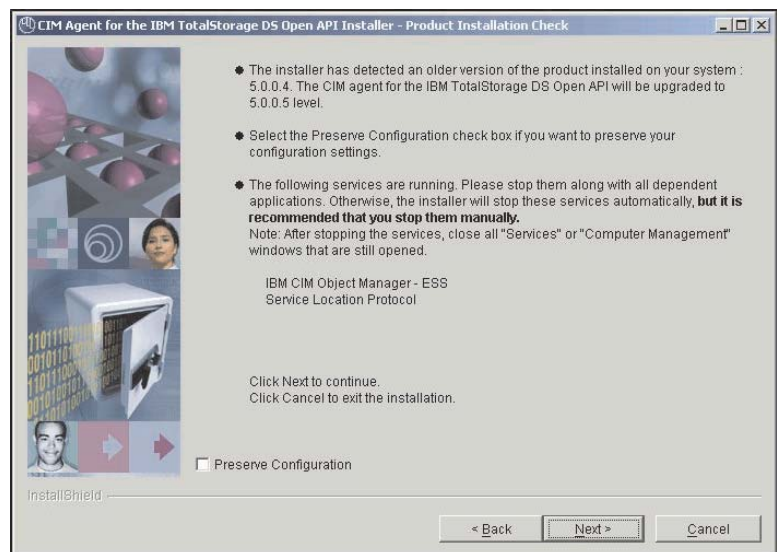 CIM Agent for the IBM TotalStorage DS Open API Installer - Product Installation Check
The installer has detected an older version of the product installed on your system :
5.0.0.4. The CIM agent for the IBM TotalStorage DS Open API will be upgraded to
5.0.0.5 level.
Select the Preserve Configuration check box if you want to preserve your
configuration settings.
The following services are running. Please stop them along with all dependent
applications. Otherwise, the installer will stop these services automatically, but it is
recommended that you stop them manually.
Note: After stopping the services, close all "Services" or "Computer Management"
windows that are still opened.
IBM CIM Object Manager - ESS
Service Location Protocol
Click Next to continue.
Click Cancel to exit the installation.
Preserve Configuration
InstallShield
< Back
Next >
Cancel